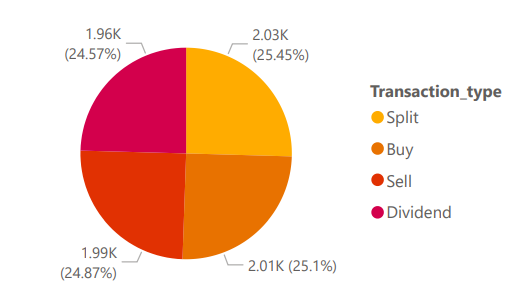 1.96K
(24.57%)
2.03K
(25.45%)
Transaction_type
Split
Buy
Sell
Dividend
1.99K
(24.87%)
2.01K (25.1%)